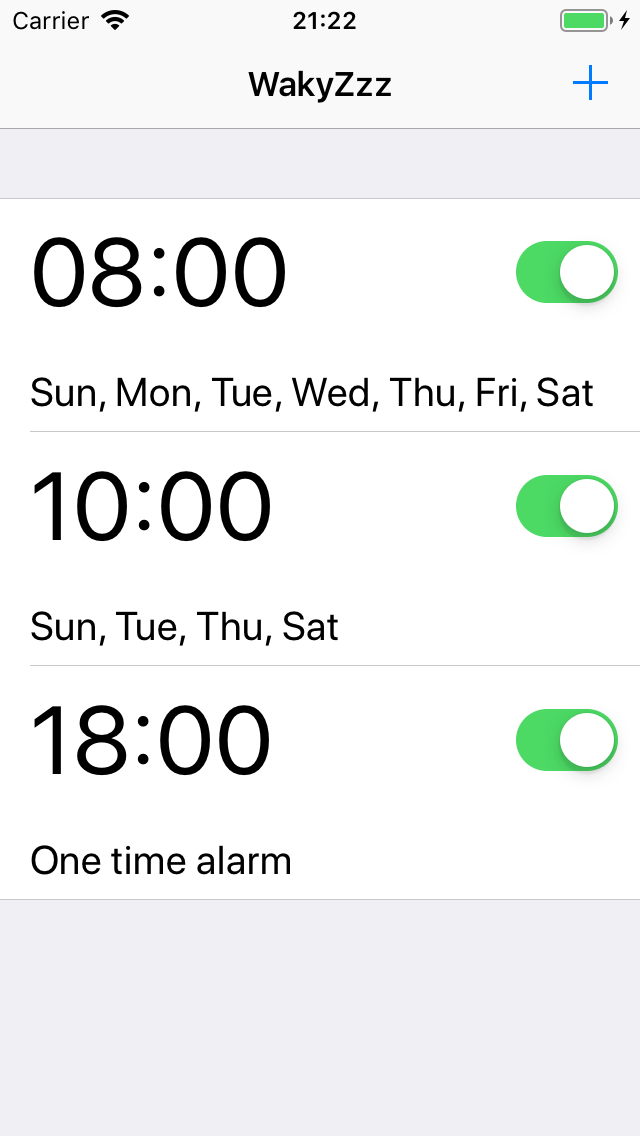 Carrier 21:22
WakyZzz
08:00
Sun, Mon, Tue, Wed, Thu, Fri, Sat
10:00
Sun, Tue, Thu, Sat
18:00
One time alarm